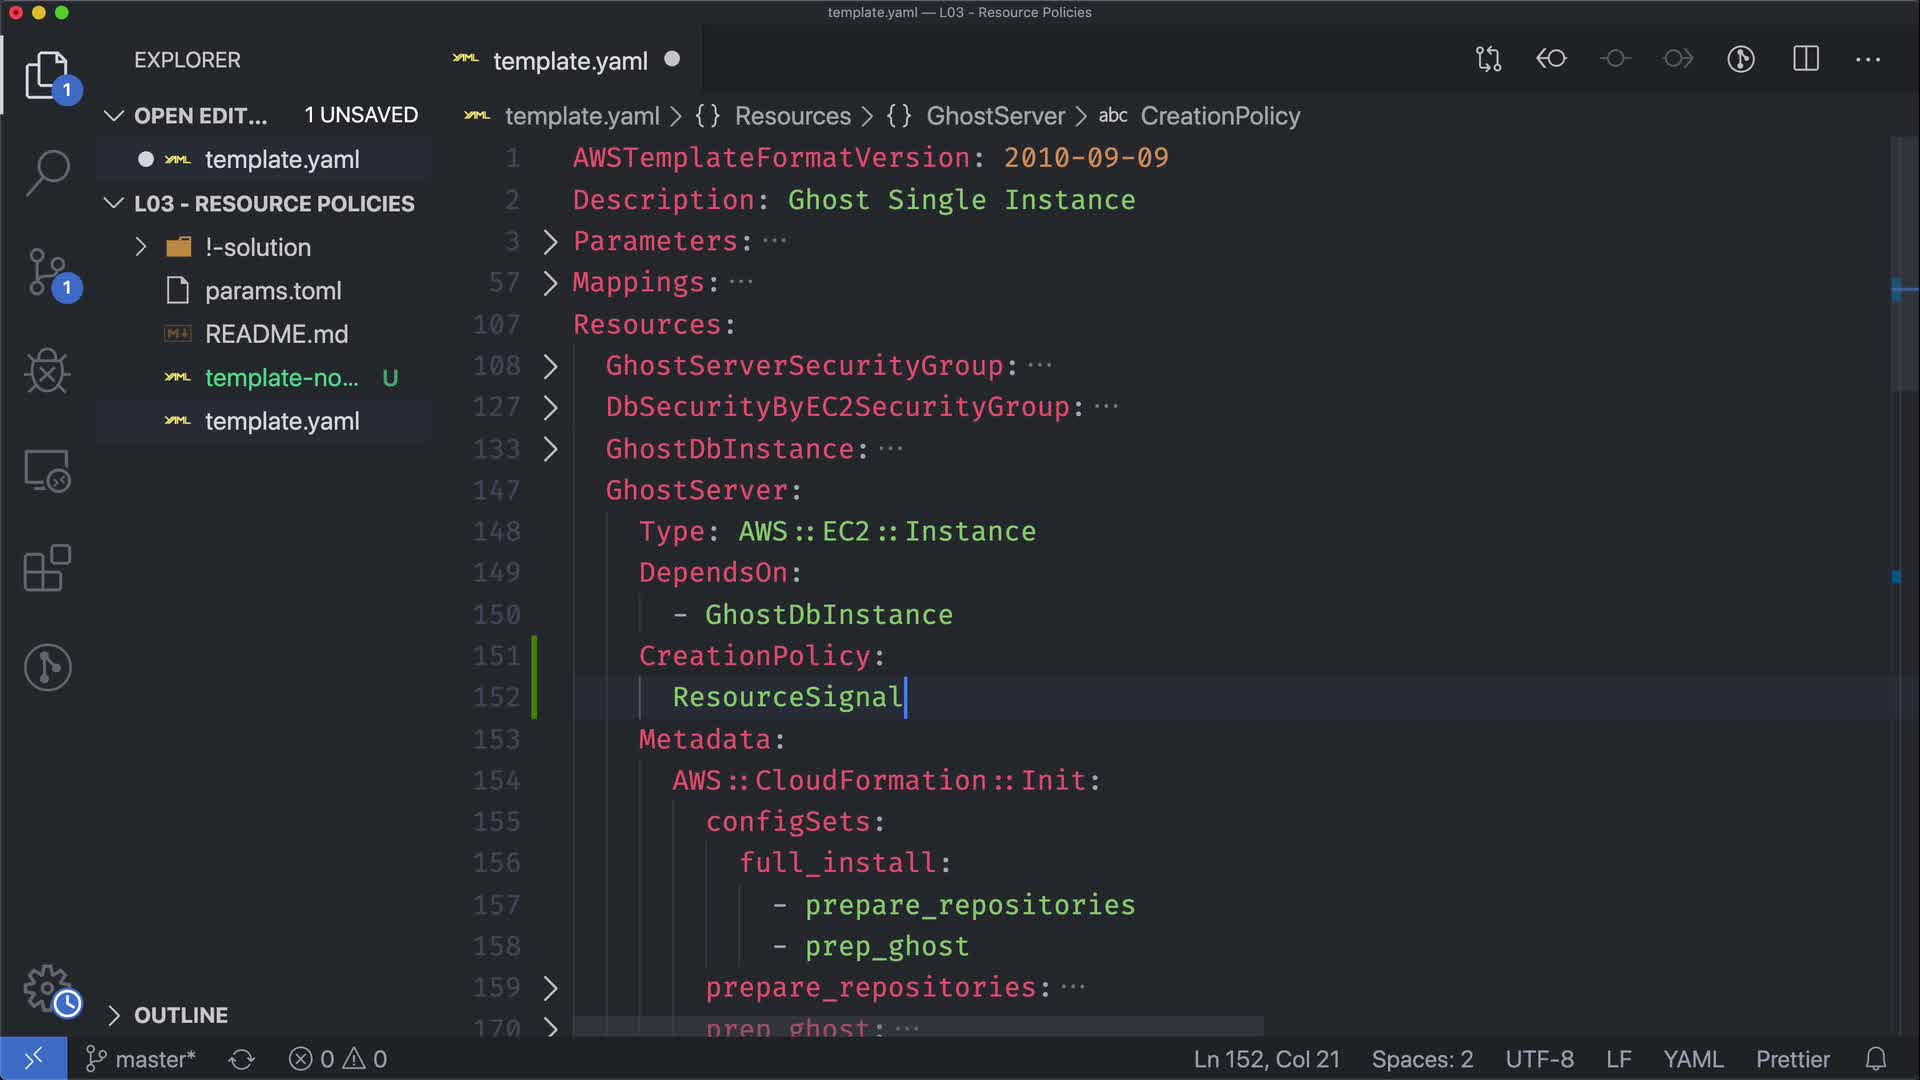 template.yaml — L03 - Resource Policies
EXPLORER
1
OPEN EDIT... 1 UNSAVED
template.yaml
L03 - RESOURCE POLICIES
!-solution
params.toml
README.md
template-no... U
template.yaml
1
OUTLINE
template.yaml
template.yaml > {} Resources > {} GhostServer > abc CreationPolicy
1 AWSTemplateFormatVersion: 2010-09-09
2 Description: Ghost Single Instance
3 Parameters: ...
57 Mappings: ...
107 Resources:
108 GhostServerSecurityGroup: ...
127 DbSecurityByEC2SecurityGroup: ...
133 GhostDbInstance: ...
147 GhostServer:
148 Type: AWS::EC2::Instance
149 DependsOn:
150 - GhostDbInstance
151 CreationPolicy:
152 ResourceSignal
153 Metadata:
154 AWS::CloudFormation::Init:
155 configSets:
156 full_install:
157 - prepare_repositories
158 - prep_ghost
159 prepare_repositories: ...
170 prep_ghost: ...
master* 0 0 Ln 152, Col 21 Spaces: 2 UTF-8 LF YAML Prettier